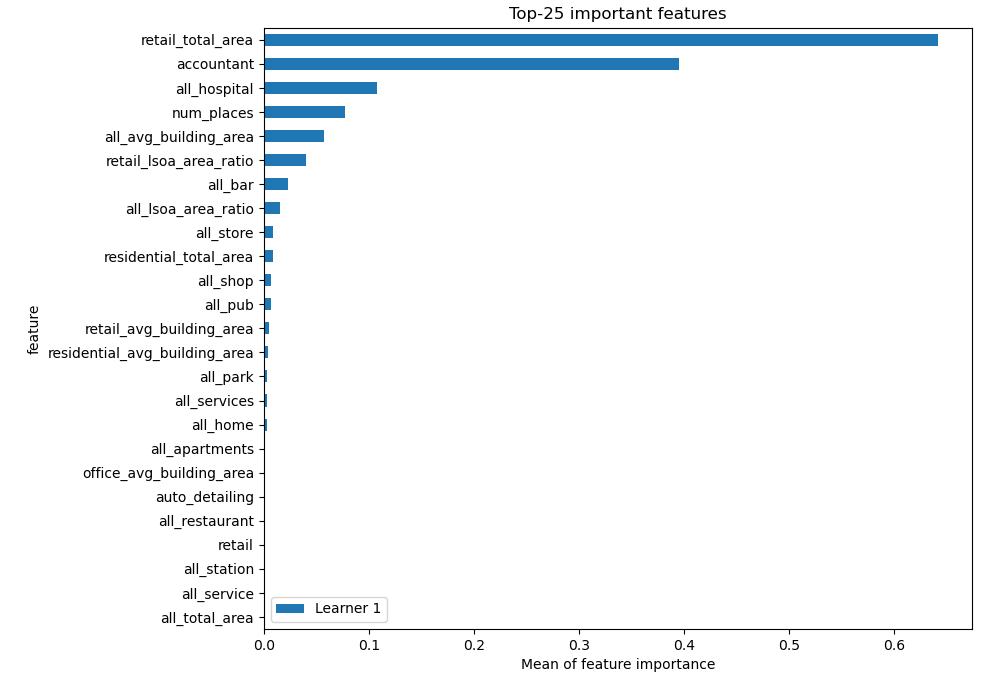 Top-25 important features
retail_total_area
accountant
all_hospital
num_places
all_avg_building_area
retail_lsoa_area_ratio
all_bar
all_lsoa_area_ratio
all_store
residential_total_area
all_shop
all_pub
retail_avg_building_area
residential_avg_building_area
all_park
all_services
all_home
all_apartments
office_avg_building_area
auto_detailing
all_restaurant
retail
all_station
all_service
all_total_area
feature
Learner 1
0.0 0.1 0.2 0.3 0.4 0.5 0.6
Mean of feature importance